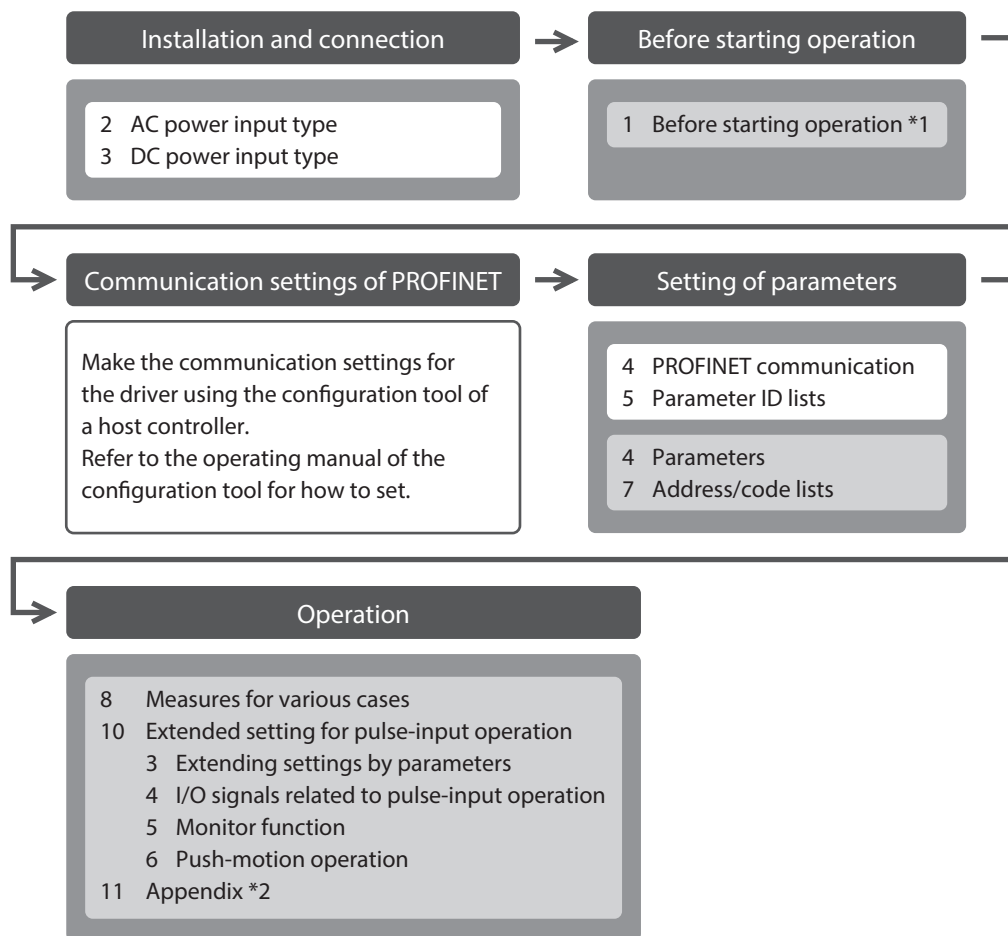 Installation and connection
Before starting operation
2 AC power input type
3 DC power input type
1 Before starting operation *1
Communication settings of PROFINET
Setting of parameters
Make the communication settings for
the driver using the configuration tool of
a host controller.
Refer to the operating manual of the
configuration tool for how to set.
4 PROFINET communication
5 Parameter ID lists
4 Parameters
7 Address/code lists
Operation
8 Measures for various cases
10 Extended setting for pulse-input operation
3 Extending settings by parameters
4 I/O signals related to pulse-input operation
5 Monitor function
6 Push-motion operation
11 Appendix *2